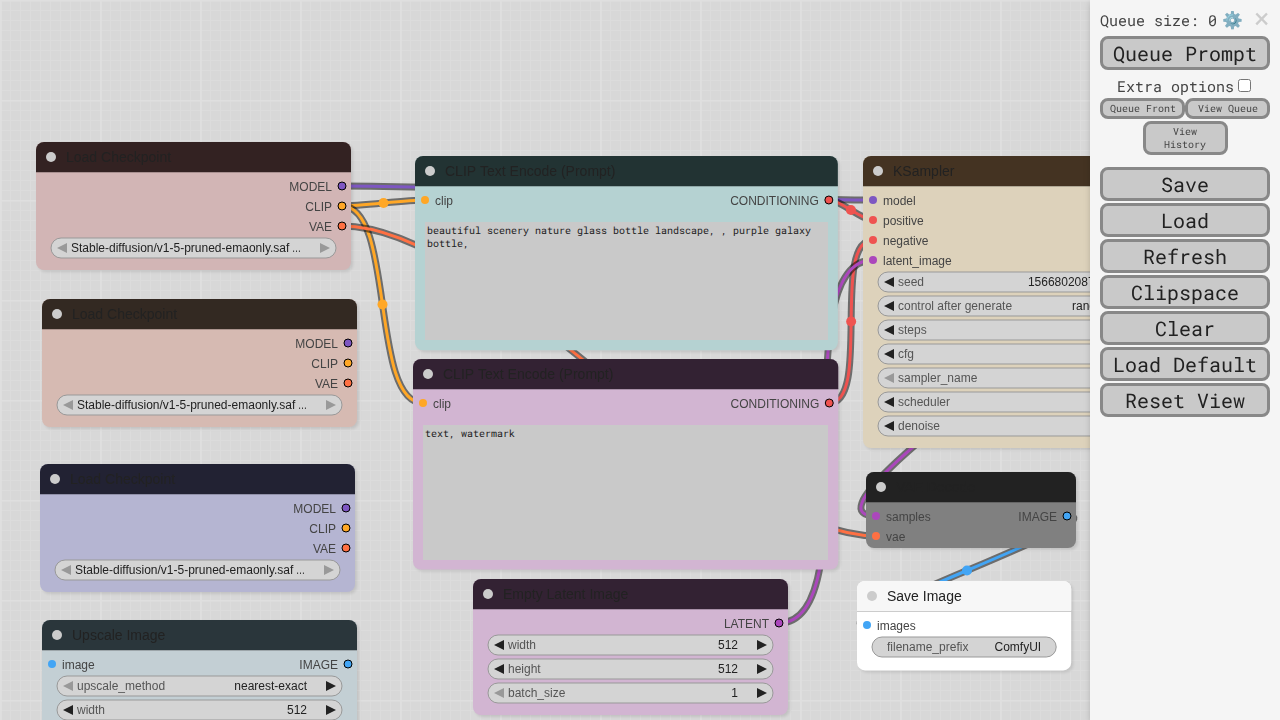 Queue size: 0
Queue Prompt
Extra options
Queue Front
View Queue
View
History
Save
Load
Refresh
Clipspace
Clear
Load Default
Reset View
Load Checkpoint
MODEL
CLIP
VAE
Stable-diffusion/v1-5-pruned-emaonly.saf ...
Load Checkpoint
MODEL
CLIP
VAE
Stable-diffusion/v1-5-pruned-emaonly.saf ...
Load Checkpoint
MODEL
CLIP
VAE
Stable-diffusion/v1-5-pruned-emaonly.saf ...
Upscale Image
image IMAGE
upscale_method nearest-exact
width 512
CLIP Text Encode (Prompt)
clip CONDITIONING
beautiful scenery nature glass bottle landscape, , purple galaxy
bottle,
CLIP Text Encode (Prompt)
clip CONDITIONING
text, watermark
Empty Latent Image
LATENT
width 512
height 512
batch_size 1
KSampler
model
positive
negative
latent_image
seed 1566802087
control after generate ran
steps
cfg
sampler_name
scheduler
denoise
samples IMAGE
vae
Save Image
images
filename_prefix ComfyUI